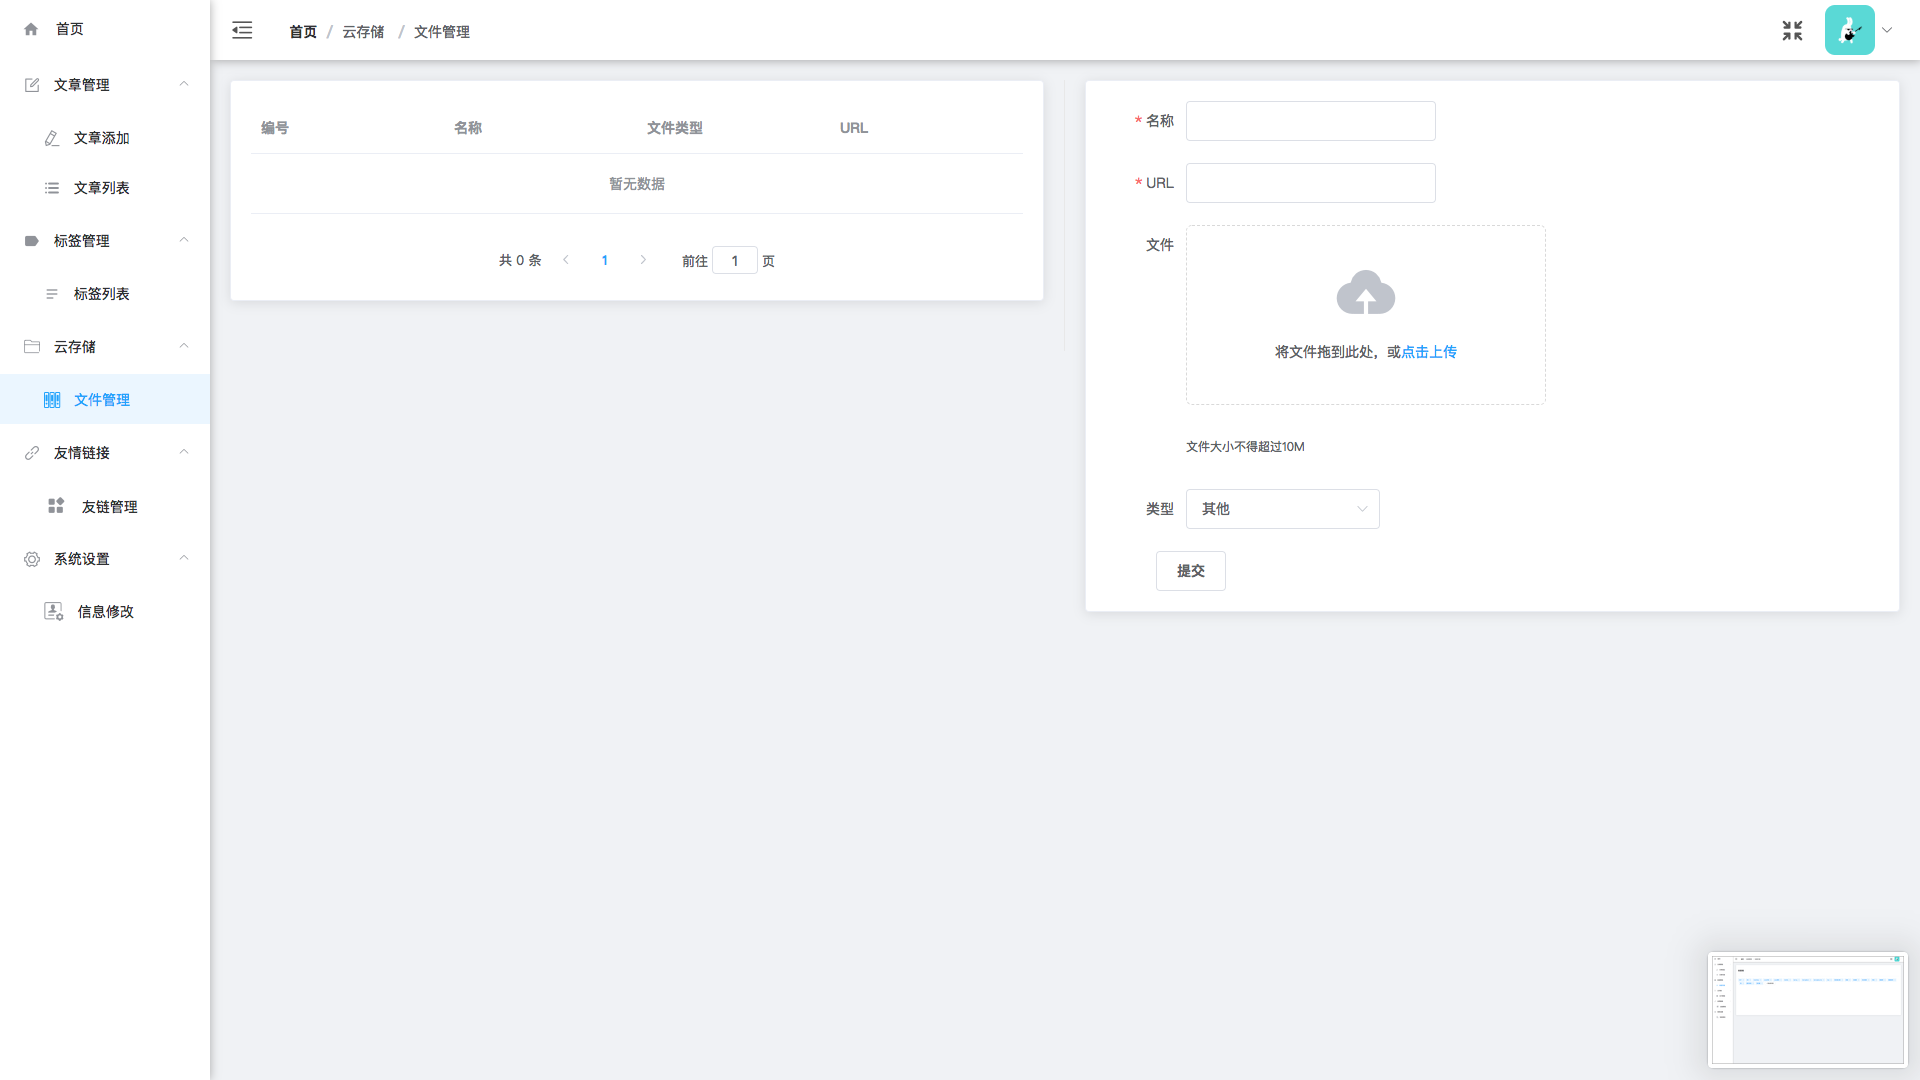 首页
文章管理
文章添加
文章列表
标签管理
标签列表
云存储
文件管理
友情链接
友链管理
系统设置
信息修改
首页 / 云存储 / 文件管理
编号 名称 文件类型 URL
暂无数据
共 0 条 1 前往 1 页
* 名称
* URL
文件
将文件拖到此处，或点击上传
文件大小不得超过10M
类型 其他
提交